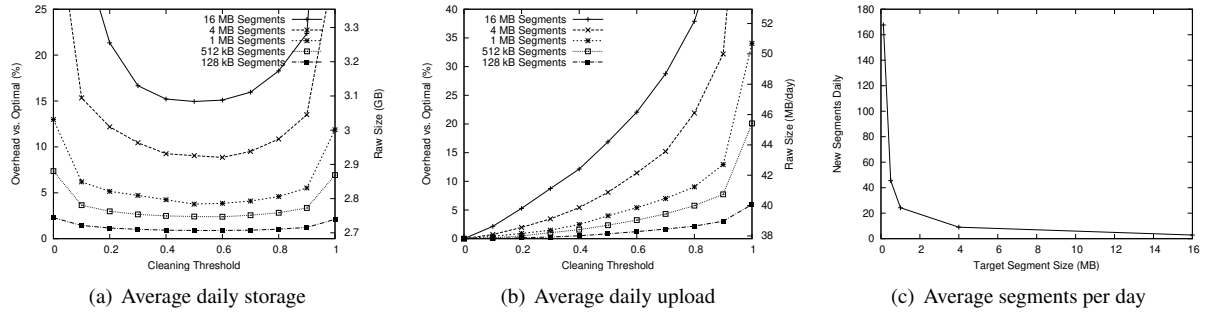 25
20
15
10
5
0
0
0.2
0.4
0.6
0.8
1
3.3
3.2
3.1
3
2.9
2.8
2.7
Overhead vs. Optimal (%)
Raw Size (GB)
Cleaning Threshold
16 MB Segments
4 MB Segments
1 MB Segments
512 kB Segments
128 kB Segments
(a) Average daily storage
40
35
30
25
20
15
10
5
0
0
0.2
0.4
0.6
0.8
1
52
50
48
46
44
42
40
38
Overhead vs. Optimal (%)
Raw Size (MB/day)
Cleaning Threshold
16 MB Segments
4 MB Segments
1 MB Segments
512 kB Segments
128 kB Segments
(b) Average daily upload
180
160
140
120
100
80
60
40
20
0
0
2
4
6
8
10
12
14
16
New Segments Daily
Target Segment Size (MB)
(c) Average segments per day